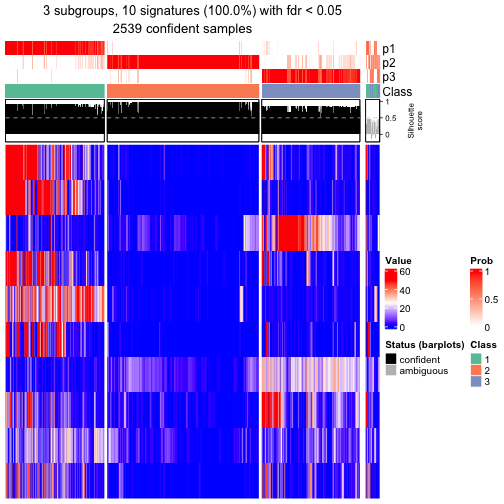 3 subgroups, 10 signatures (100.0%) with fdr < 0.05
2539 confident samples
p1
p2
p3
Class
1
0.5
0
Silhouette
score
Value
60
40
20
0
Prob
1
0.5
0
Status (barplots)
confident
ambiguous
Class
1
2
3